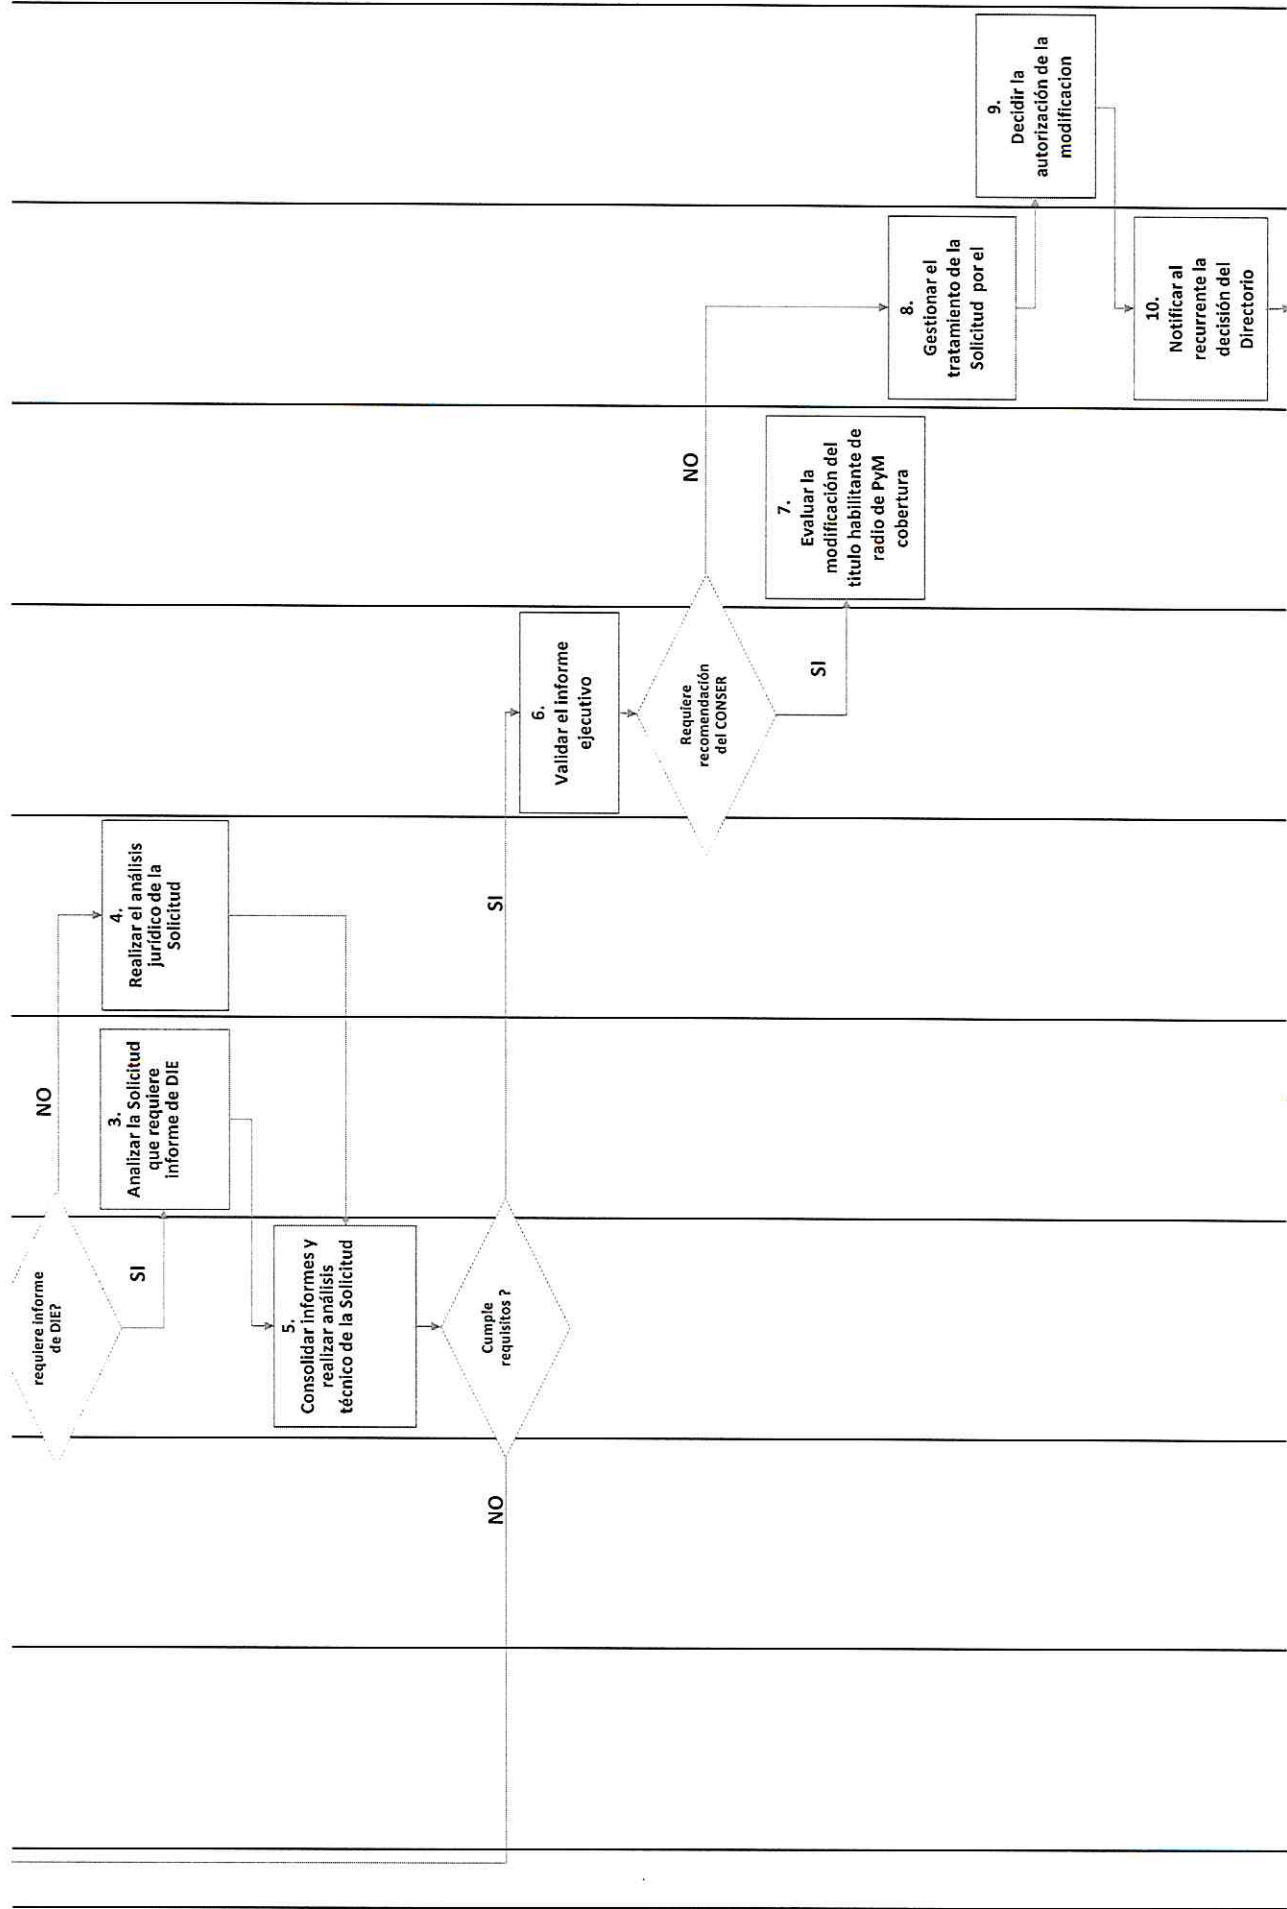 requiere informe
de DIE?
NO
SI
3.
Analizar la Solicitud
que requiere
informe de DIE
4.
Realizar el análisis
jurídico de la
Solicitud
5.
Consolidar informes y
realizar análisis
técnico de la Solicitud
Cumple
requisitos ?
NO
SI
6.
Validar el informe
ejecutivo
Requiere
recomendación
del CONSER
NO
SI
7.
Evaluar la
modificación del
titulo habilitante de
radio de PyM
cobertura
8.
Gestionar el
tratamiento de la
Solicitud por el
9.
Decidir la
autorización de la
modificacion
10.
Notificar al
recurrente la
decisión del
Directorio